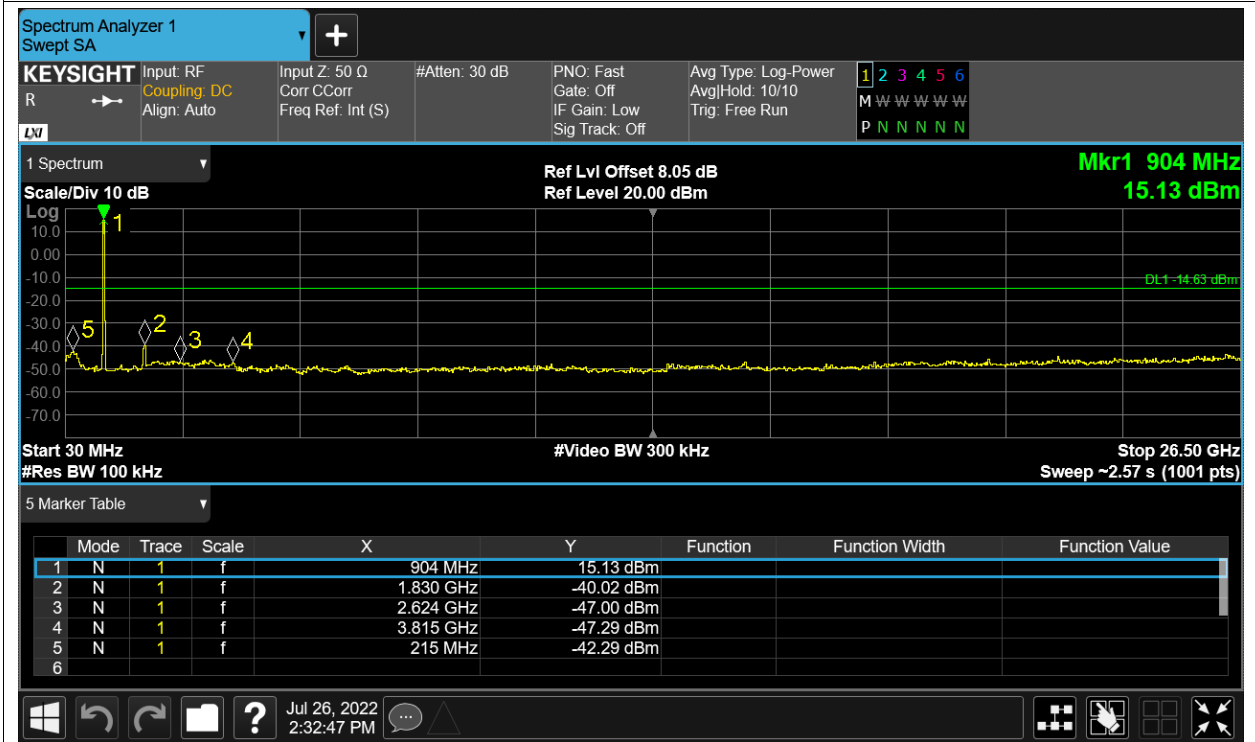 Spectrum Analyzer 1
Swept SA
KEYSIGHT Input: RF Input Z: 50 Ω #Atten: 30 dB PNO: Fast Avg Type: Log-Power 1 2 3 4 5 6
R Coupling: DC Corr CCorr Gate: Off Avg|Hold: 10/10 M W W W W W
Align: Auto Freq Ref: Int (S) IF Gain: Low Trig: Free Run
LXI Sig Track: Off P N N N N N
1 Spectrum Ref Lvl Offset 8.05 dB Mkr1 904 MHz
Scale/Div 10 dB Ref Level 20.00 dBm 15.13 dBm
Log
1
10.0
0.00
-10.0 DL1 -14.63 dBm
-20.0
-30.0 5 2
-40.0 3 4
-50.0
-60.0
-70.0
Start 30 MHz #Video BW 300 kHz Stop 26.50 GHz
#Res BW 100 kHz Sweep ~2.57 s (1001 pts)
5 Marker Table
Mode Trace Scale X Y Function Function Width Function Value
1 N 1 f 904 MHz 15.13 dBm
2 N 1 f 1.830 GHz -40.02 dBm
3 N 1 f 2.624 GHz -47.00 dBm
4 N 1 f 3.815 GHz -47.29 dBm
5 N 1 f 215 MHz -42.29 dBm
6
? Jul 26, 2022
2:32:47 PM